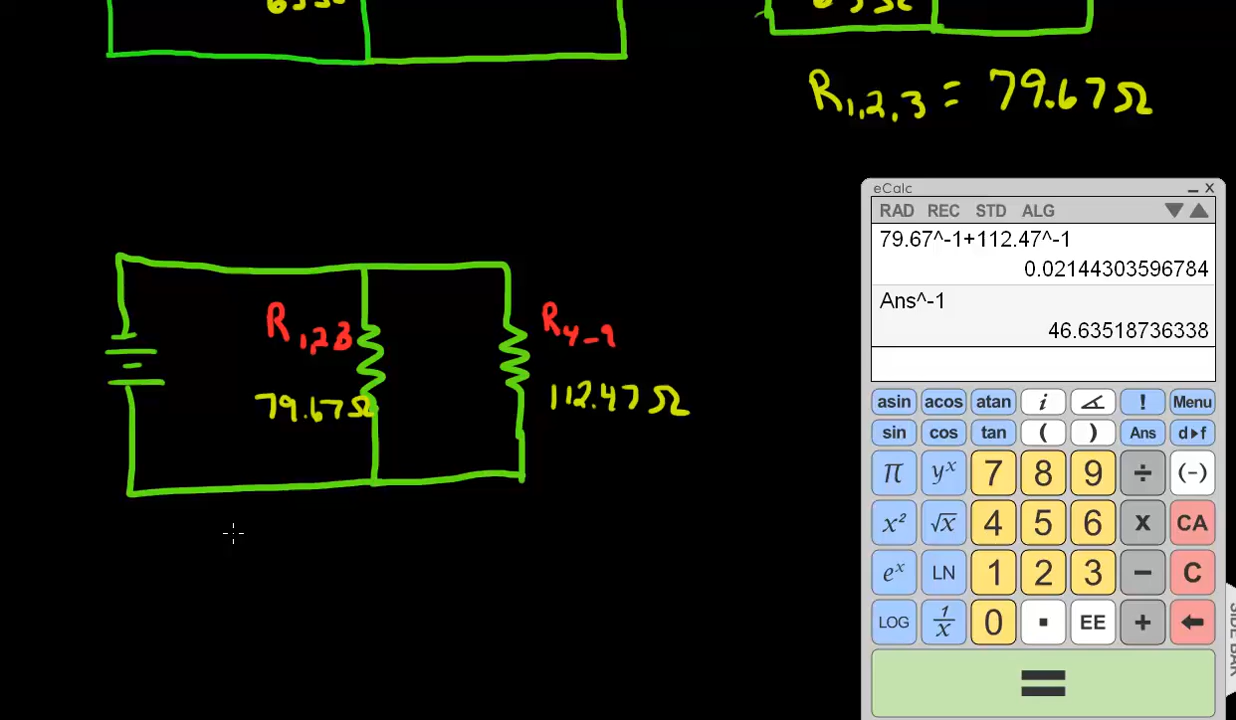 R1,2,3 = 79.67Ω
R1,2,3
79.67Ω
R4-9
112.47Ω
eCalc
RAD REC STD ALG
79.67^-1+112.47^-1
0.02144303596784
Ans^-1
46.63518736338
asin acos atan i ∠ ! Menu
sin cos tan ( ) Ans d▸f
π yˣ 7 8 9 ÷ (-)
x² √x 4 5 6 x CA
eˣ LN 1 2 3 − C
LOG 1/x 0 . EE + ←
=
SIDE BAR